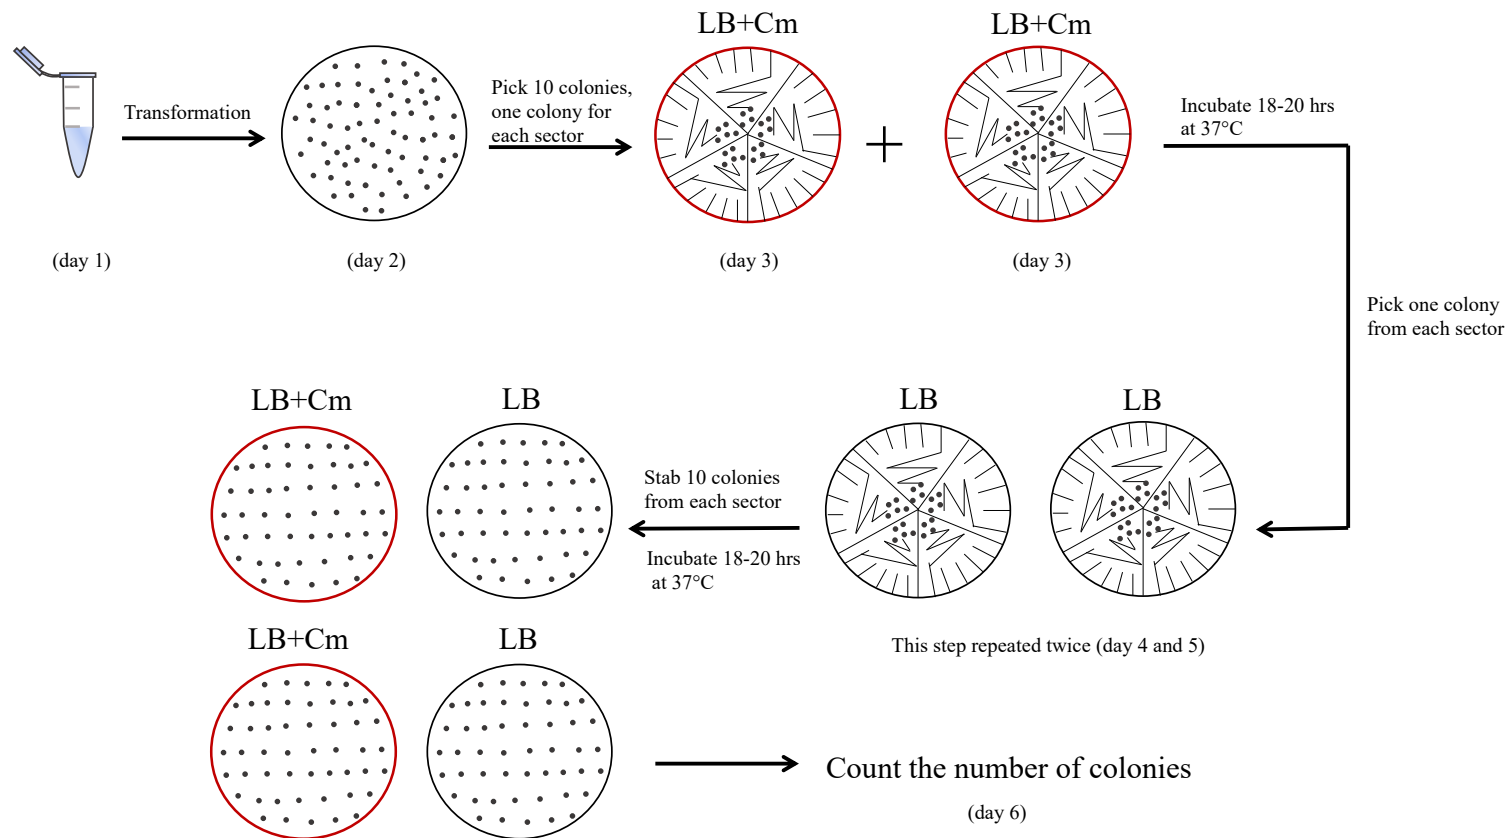 LB+Cm
LB+Cm
Transformation
Pick 10 colonies,
one colony for
each sector
Incubate 18-20 hrs
at 37°C
(day 1)
(day 2)
(day 3)
(day 3)
Pick one colony
from each sector
LB+Cm
LB
LB
LB
Stab 10 colonies
from each sector
Incubate 18-20 hrs
at 37°C
This step repeated twice (day 4 and 5)
LB+Cm
LB
Count the number of colonies
(day 6)